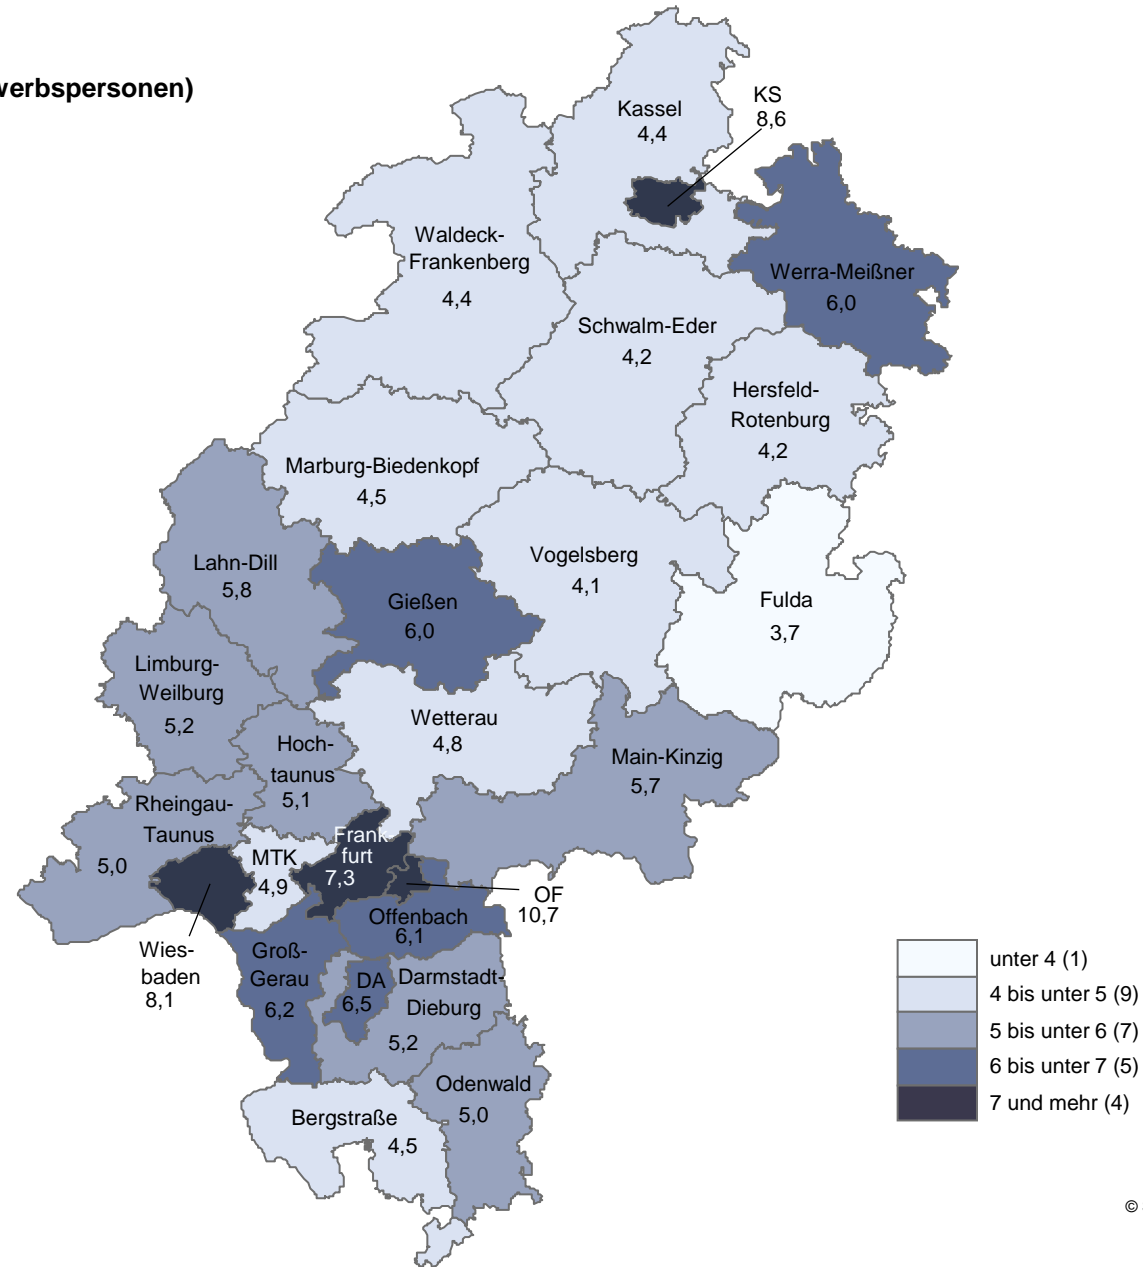 werbspersonen)
Kassel
4,4
KS
8,6
Waldeck-
Frankenberg
4,4
Werra-Meißner
6,0
Schwalm-Eder
4,2
Hersfeld-
Rotenburg
4,2
Marburg-Biedenkopf
4,5
Lahn-Dill
5,8
Vogelsberg
4,1
Gießen
6,0
Fulda
3,7
Limburg-
Weilburg
5,2
Wetterau
4,8
Hoch-
taunus
5,1
Main-Kinzig
5,7
Rheingau-
Taunus
5,0
MTK
4,9
Frank-
furt
7,3
OF
10,7
Offenbach
6,1
Wies-
baden
8,1
Groß-
Gerau
6,2
DA
6,5
Darmstadt-
Dieburg
5,2
Odenwald
5,0
Bergstraße
4,5
unter 4 (1)
4 bis unter 5 (9)
5 bis unter 6 (7)
6 bis unter 7 (5)
7 und mehr (4)
©